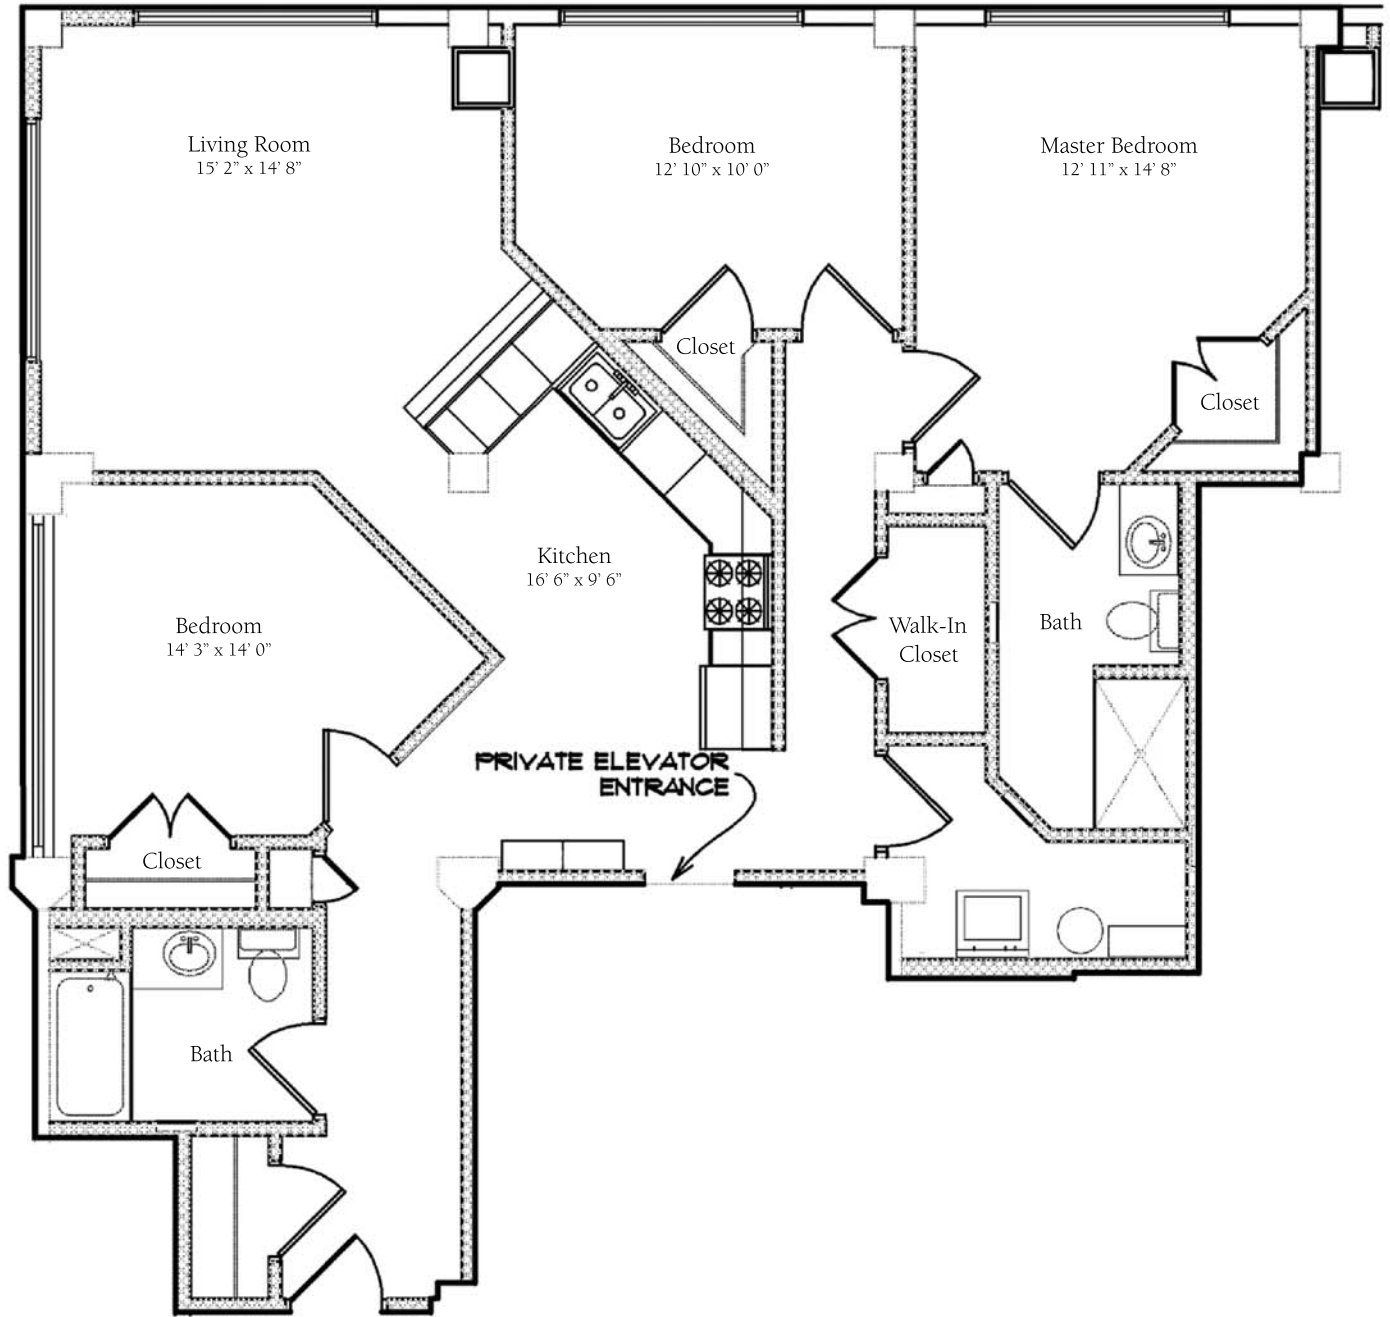 Living Room
15’ 2” x 14’ 8”
Bedroom
12’ 10” x 10’ 0”
Master Bedroom
12’ 11” x 14’ 8”
Closet
Closet
Kitchen
16’ 6” x 9’ 6”
Bedroom
14’ 3” x 14’ 0”
Walk-In
Closet
Bath
PRIVATE ELEVATOR
ENTRANCE
Closet
Bath